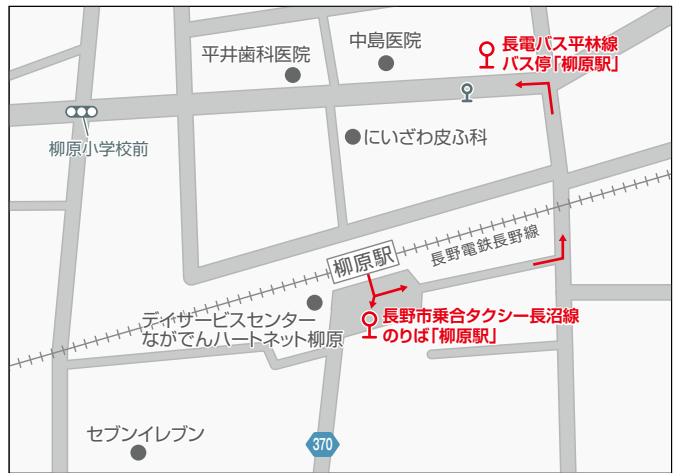 平井歯科医院
中島医院
長電バス平林線
バス停「柳原駅」
柳原小学校前
にいざわ皮ふ科
長野電鉄長野線
柳原駅
デイサービスセンター
ながでんハートネット柳原
長野市乗合タクシー長沼線
のりば「柳原駅」
セブンイレブン
370